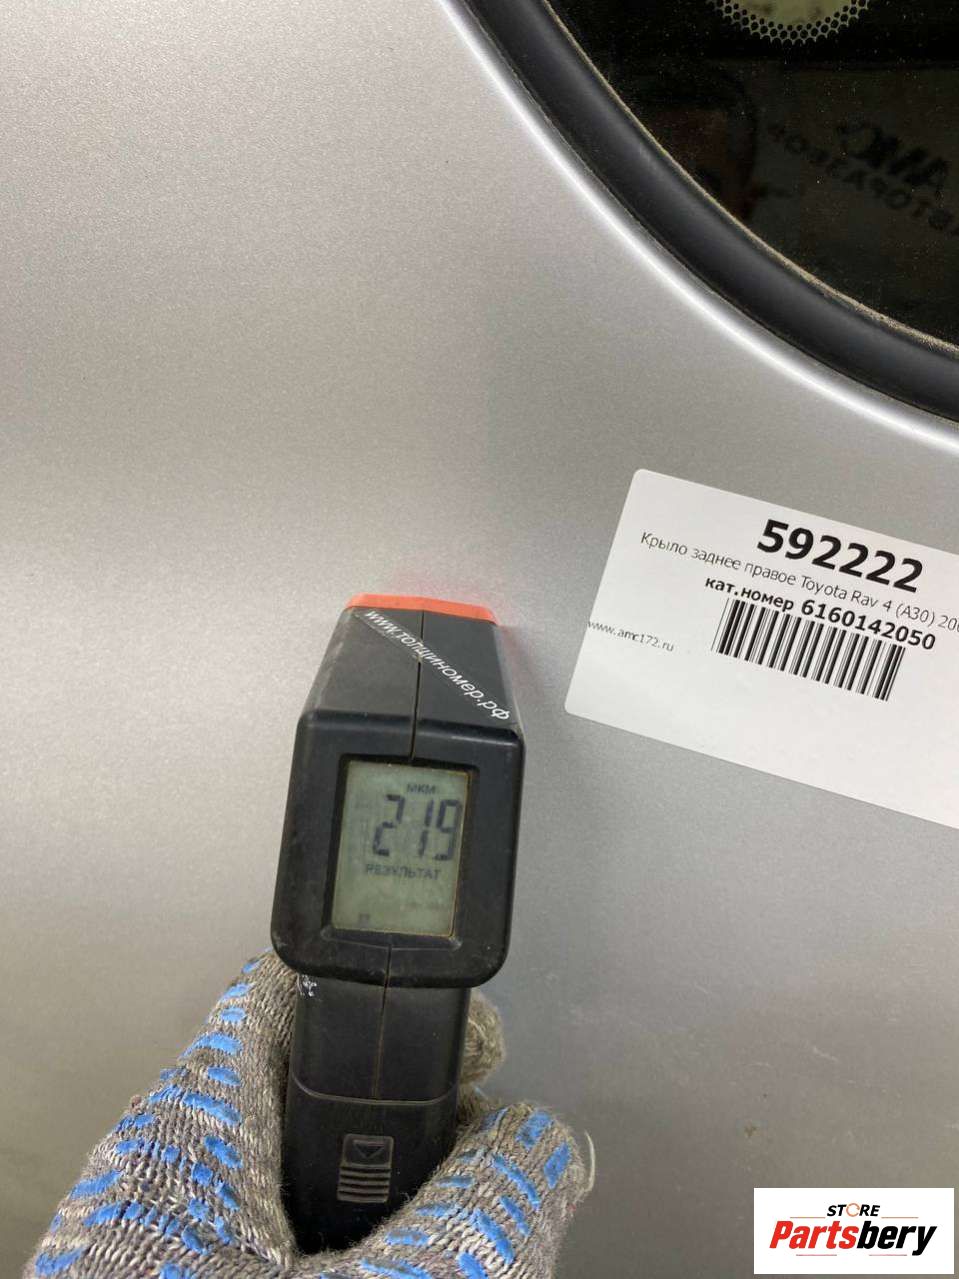 592222
Крыло заднее правое Toyota Rav 4 (A30) 200
кат.номер 6160142050
www.amc172.ru
www.толщиномер.рф
МКМ
219
РЕЗУЛЬТАТ
STORE
Partsbery